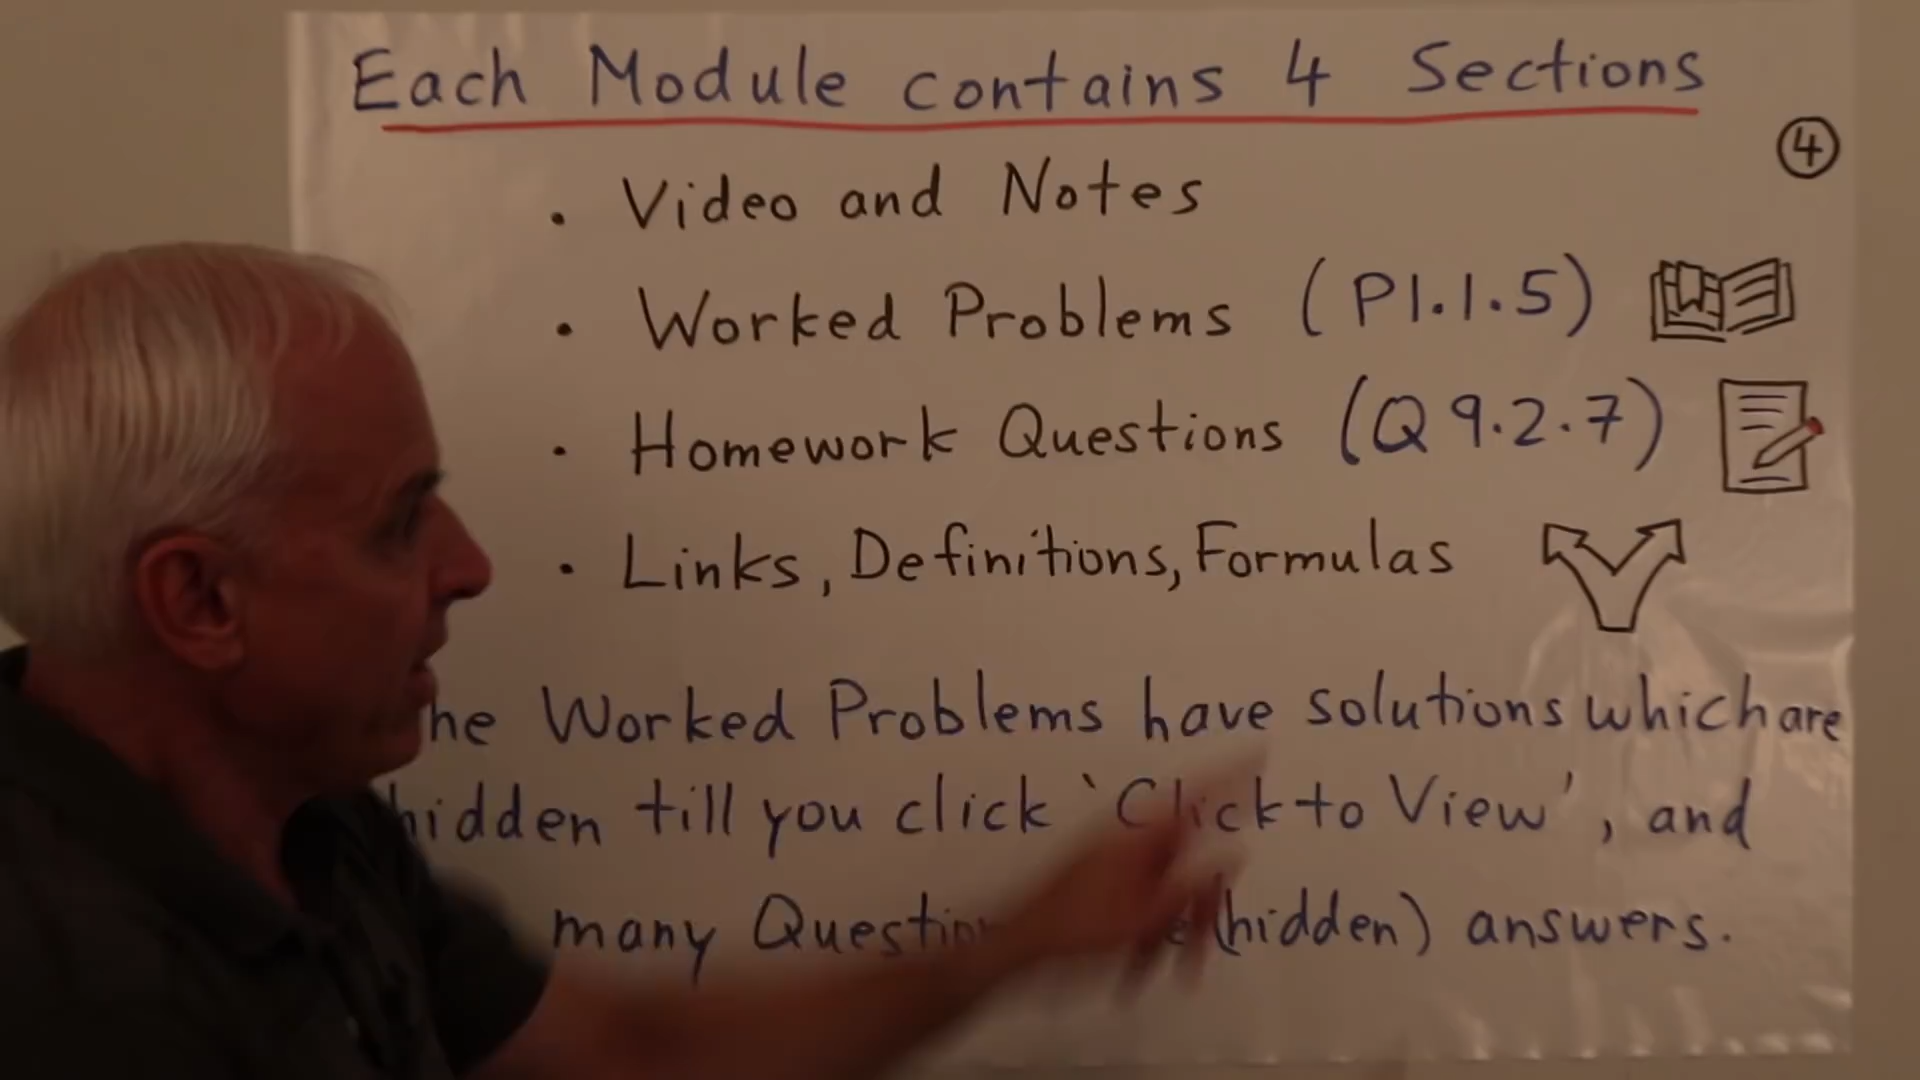 Each Module contains 4 Sections
4
• Video and Notes
• Worked Problems (P1.1.5)
• Homework Questions (Q 9.2.7)
• Links, Definitions, Formulas
he Worked Problems have solutions which are
hidden till you click `Click to View', and
many Question (hidden) answers.